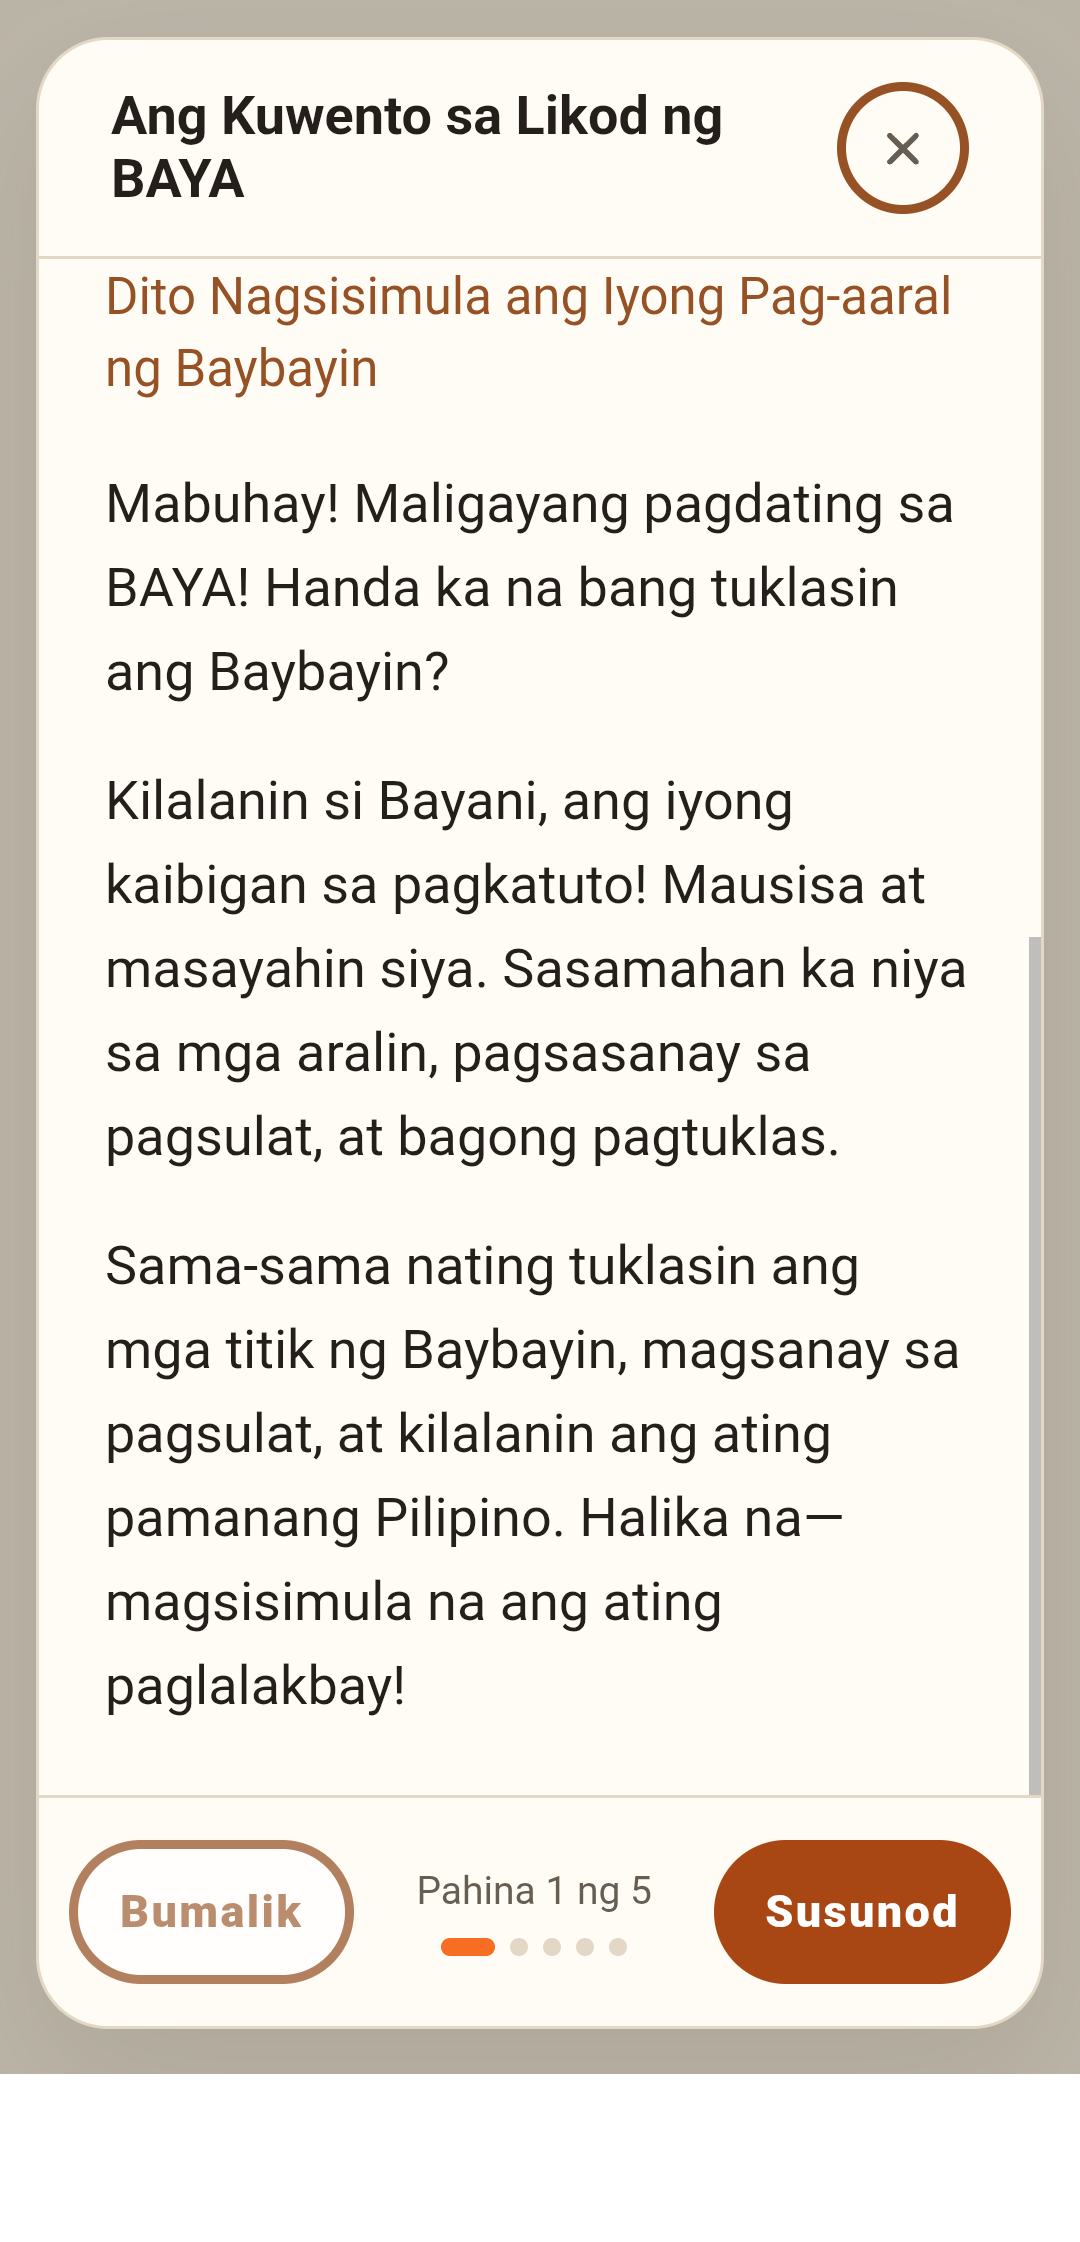 Ang Kuwento sa Likod ng
BAYA
Dito Nagsisimula ang Iyong Pag-aaral
ng Baybayin
Mabuhay! Maligayang pagdating sa
BAYA! Handa ka na bang tuklasin
ang Baybayin?
Kilalanin si Bayani, ang iyong
kaibigan sa pagkatuto! Mausisa at
masayahin siya. Sasamahan ka niya
sa mga aralin, pagsasanay sa
pagsulat, at bagong pagtuklas.
Sama-sama nating tuklasin ang
mga titik ng Baybayin, magsanay sa
pagsulat, at kilalanin ang ating
pamanang Pilipino. Halika na—
magsisimula na ang ating
paglalakbay!
Bumalik
Pahina 1 ng 5
Susunod